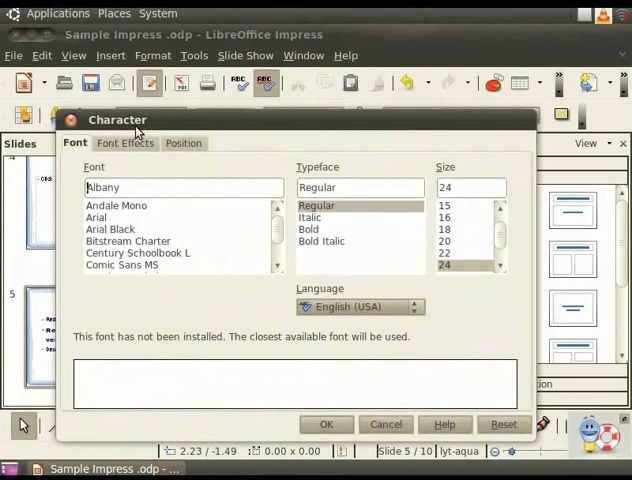 Applications Places System
Sample Impress .odp - LibreOffice Impress
File Edit View Insert Format Tools Slide Show Window Help
ABC ABC
Character
Slides
View
Font Font Effects Position
4
Font Typeface Size
Albany Regular 24
Andale Mono Regular 15
Arial Italic 16
Arial Black Bold 18
Bitstream Charter Bold Italic 20
Century Schoolbook L 22
Comic Sans MS 24
Language
5
English (USA)
This font has not been installed. The closest available font will be used.
OK Cancel Help Reset
2.23 / -1.49 0.00 x 0.00 Slide 5 / 10 lyt-aqua
Sample Impress .odp - ...